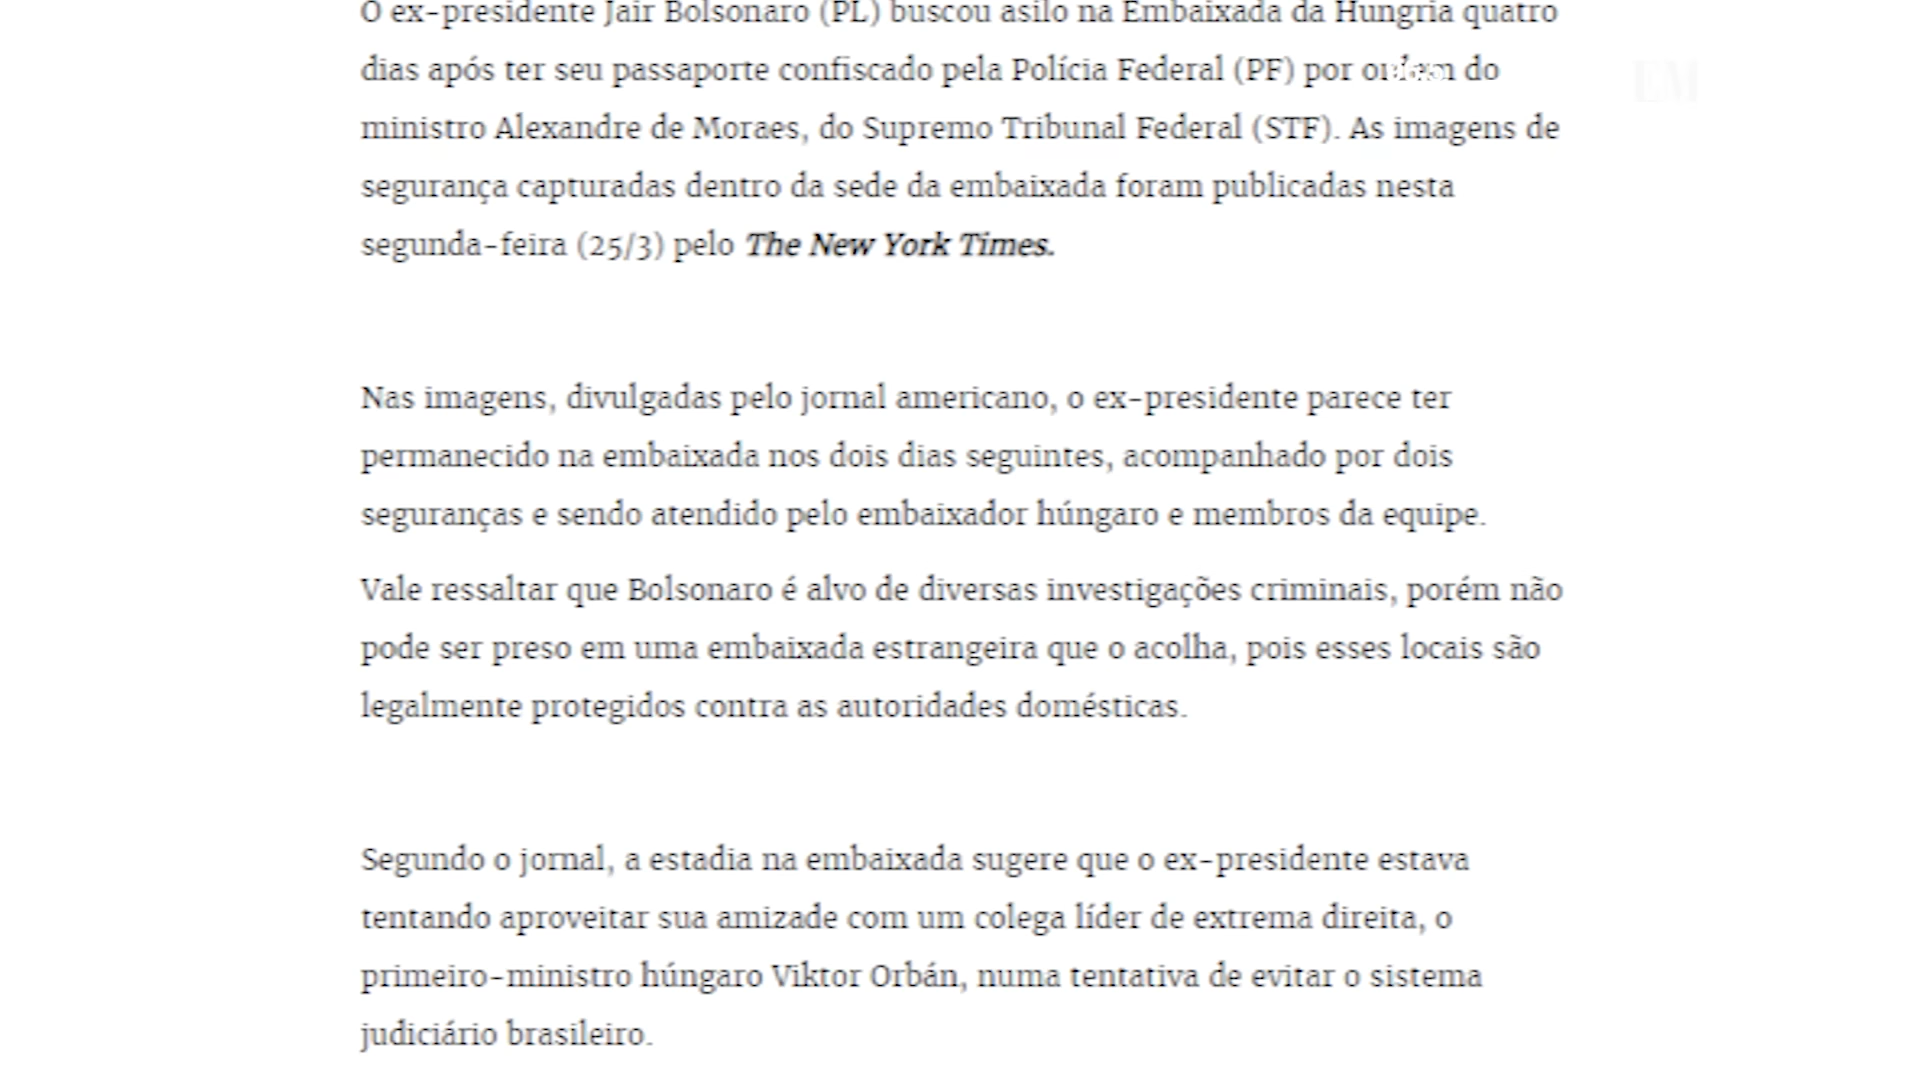 O ex-presidente Jair Bolsonaro (PL) buscou asilo na Embaixada da Hungria quatro
dias após ter seu passaporte confiscado pela Polícia Federal (PF) por ordem do
ministro Alexandre de Moraes, do Supremo Tribunal Federal (STF). As imagens de
segurança capturadas dentro da sede da embaixada foram publicadas nesta
segunda-feira (25/3) pelo The New York Times.
Nas imagens, divulgadas pelo jornal americano, o ex-presidente parece ter
permanecido na embaixada nos dois dias seguintes, acompanhado por dois
seguranças e sendo atendido pelo embaixador húngaro e membros da equipe.
Vale ressaltar que Bolsonaro é alvo de diversas investigações criminais, porém não
pode ser preso em uma embaixada estrangeira que o acolha, pois esses locais são
legalmente protegidos contra as autoridades domésticas.
Segundo o jornal, a estadia na embaixada sugere que o ex-presidente estava
tentando aproveitar sua amizade com um colega líder de extrema direita, o
primeiro-ministro húngaro Viktor Orbán, numa tentativa de evitar o sistema
judiciário brasileiro.